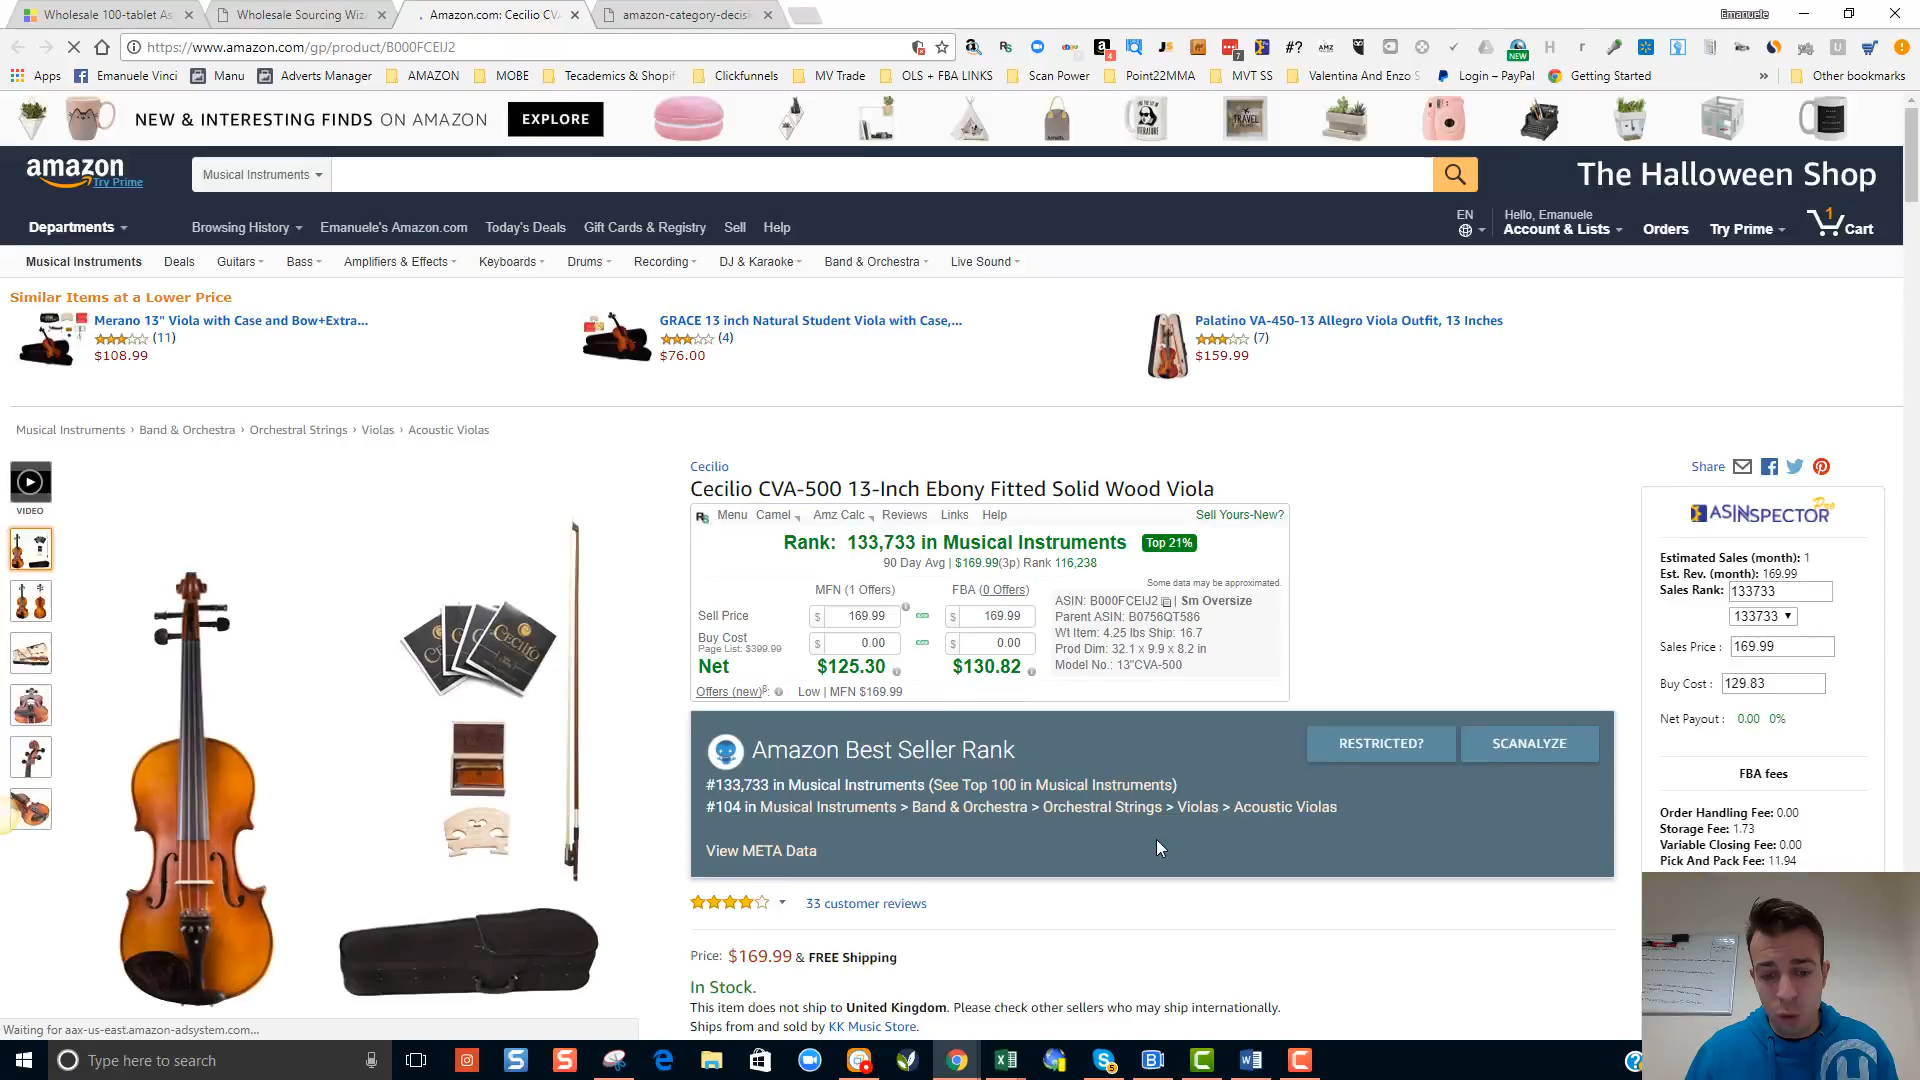 Wholesale 100-tablet As
Wholesale Sourcing Wiz
Amazon.com: Cecilio CV
amazon-category-decisi
Emanuele
https://www.amazon.com/gp/product/B000FCEIJ2
Apps
Emanuele Vinci
Manu
Adverts Manager
AMAZON
MOBE
Tecademics & Shopif
Clickfunnels
MV Trade
OLS + FBA LINKS
Scan Power
Point22MMA
MVT SS
Valentina And Enzo S
Login – PayPal
Getting Started
»
Other bookmarks
NEW & INTERESTING FINDS ON AMAZON
EXPLORE
TRAVEL
amazon
Try Prime
Musical Instruments
The Halloween Shop
Departments
Browsing History
Emanuele's Amazon.com
Today's Deals
Gift Cards & Registry
Sell
Help
EN
Hello, Emanuele
Account & Lists
Orders
Try Prime
1
Cart
Musical Instruments
Deals
Guitars
Bass
Amplifiers & Effects
Keyboards
Drums
Recording
DJ & Karaoke
Band & Orchestra
Live Sound
Similar Items at a Lower Price
Merano 13" Viola with Case and Bow+Extra...
(11)
$108.99
GRACE 13 inch Natural Student Viola with Case,...
(4)
$76.00
Palatino VA-450-13 Allegro Viola Outfit, 13 Inches
(7)
$159.99
Musical Instruments › Band & Orchestra › Orchestral Strings › Violas › Acoustic Violas
VIDEO
CECILIO
Cecilio
Cecilio CVA-500 13-Inch Ebony Fitted Solid Wood Viola
RS Menu Camel Amz Calc Reviews Links Help
Sell Yours-New?
Rank: 133,733 in Musical Instruments Top 21%
90 Day Avg | $169.99(3p) Rank 116,238
Some data may be approximated.
MFN (1 Offers)
FBA (0 Offers)
Sell Price
$ 169.99
$ 169.99
Buy Cost
Page List: $399.99
$ 0.00
$ 0.00
Net
$125.30
$130.82
Offers (new)β:
Low | MFN $169.99
ASIN: B000FCEIJ2 | Sm Oversize
Parent ASIN: B0756QT586
Wt Item: 4.25 lbs Ship: 16.7
Prod Dim: 32.1 x 9.9 x 8.2 in
Model No.: 13"CVA-500
Amazon Best Seller Rank
RESTRICTED?
SCANALYZE
#133,733 in Musical Instruments (See Top 100 in Musical Instruments)
#104 in Musical Instruments > Band & Orchestra > Orchestral Strings > Violas > Acoustic Violas
View META Data
33 customer reviews
Price: $169.99 & FREE Shipping
In Stock.
This item does not ship to United Kingdom. Please check other sellers who may ship internationally.
Ships from and sold by KK Music Store.
Share
ASINSPECTOR Pro
Estimated Sales (month): 1
Est. Rev. (month): 169.99
Sales Rank: 133733
133733
Sales Price : 169.99
Buy Cost : 129.83
Net Payout : 0.00 0%
FBA fees
Order Handling Fee: 0.00
Storage Fee: 1.73
Variable Closing Fee: 0.00
Pick And Pack Fee: 11.94
Waiting for aax-us-east.amazon-adsystem.com...
Type here to search